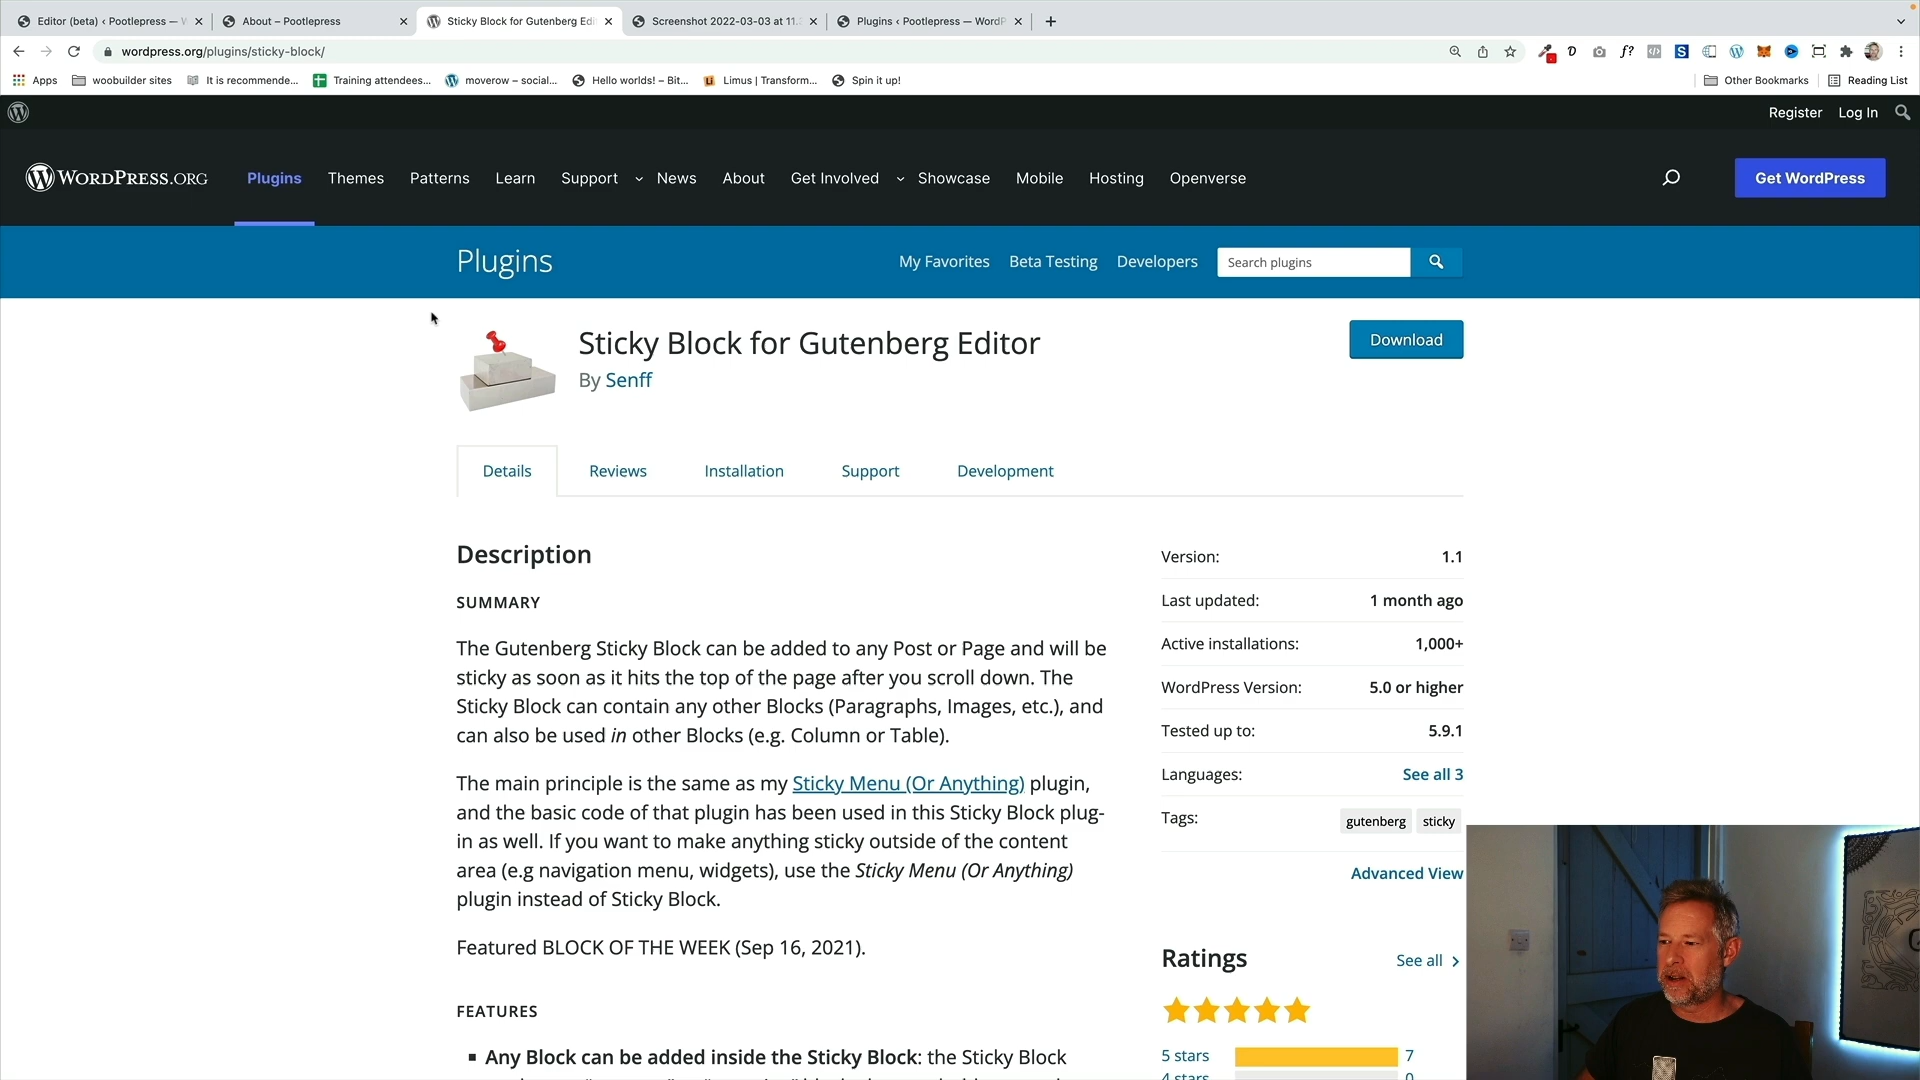 Editor (beta) ‹ Pootlepress — W
About – Pootlepress
Sticky Block for Gutenberg Edi
Screenshot 2022-03-03 at 11.
Plugins ‹ Pootlepress — WordP
wordpress.org/plugins/sticky-block/
Apps
woobuilder sites
It is recommende...
Training attendees...
moverow – social...
Hello worlds! – Bit...
Limus | Transform...
Spin it up!
Other Bookmarks
Reading List
Register
Log In
WORDPRESS.ORG
Plugins
Themes
Patterns
Learn
Support
News
About
Get Involved
Showcase
Mobile
Hosting
Openverse
Get WordPress
Plugins
My Favorites
Beta Testing
Developers
Search plugins
Sticky Block for Gutenberg Editor
By Senff
Download
Details
Reviews
Installation
Support
Development
Description
SUMMARY
The Gutenberg Sticky Block can be added to any Post or Page and will be
sticky as soon as it hits the top of the page after you scroll down. The
Sticky Block can contain any other Blocks (Paragraphs, Images, etc.), and
can also be used in other Blocks (e.g. Column or Table).
The main principle is the same as my Sticky Menu (Or Anything) plugin,
and the basic code of that plugin has been used in this Sticky Block plug-
in as well. If you want to make anything sticky outside of the content
area (e.g navigation menu, widgets), use the Sticky Menu (Or Anything)
plugin instead of Sticky Block.
Featured BLOCK OF THE WEEK (Sep 16, 2021).
FEATURES
Any Block can be added inside the Sticky Block: the Sticky Block
Version: 1.1
Last updated: 1 month ago
Active installations: 1,000+
WordPress Version: 5.0 or higher
Tested up to: 5.9.1
Languages: See all 3
Tags: gutenberg sticky
Advanced View
Ratings
See all
5 stars 7
4 stars 0